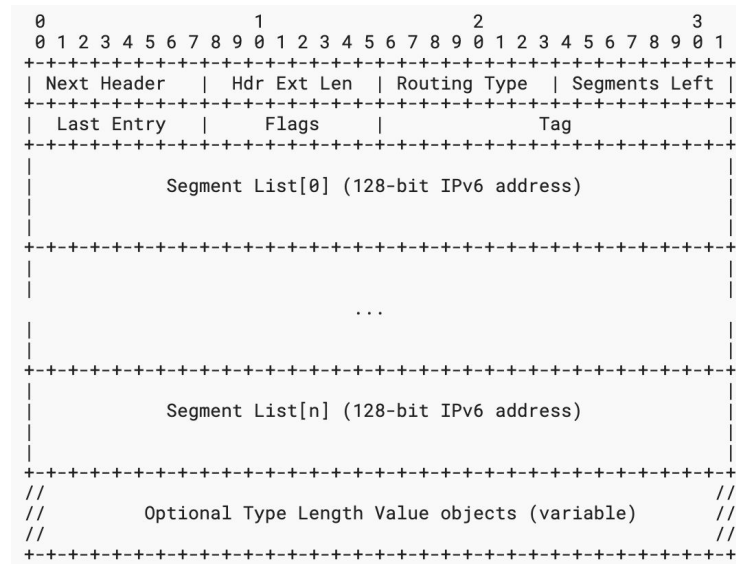 0                   1                   2                   3
 0 1 2 3 4 5 6 7 8 9 0 1 2 3 4 5 6 7 8 9 0 1 2 3 4 5 6 7 8 9 0 1
+-+-+-+-+-+-+-+-+-+-+-+-+-+-+-+-+-+-+-+-+-+-+-+-+-+-+-+-+-+-+-+-+
| Next Header   |  Hdr Ext Len  | Routing Type  | Segments Left |
+-+-+-+-+-+-+-+-+-+-+-+-+-+-+-+-+-+-+-+-+-+-+-+-+-+-+-+-+-+-+-+-+
|  Last Entry   |     Flags     |              Tag              |
+-+-+-+-+-+-+-+-+-+-+-+-+-+-+-+-+-+-+-+-+-+-+-+-+-+-+-+-+-+-+-+-+
|                                                               |
|            Segment List[0] (128-bit IPv6 address)             |
|                                                               |
|                                                               |
+-+-+-+-+-+-+-+-+-+-+-+-+-+-+-+-+-+-+-+-+-+-+-+-+-+-+-+-+-+-+-+-+
|                                                               |
|                                                               |
                              ...
|                                                               |
|                                                               |
+-+-+-+-+-+-+-+-+-+-+-+-+-+-+-+-+-+-+-+-+-+-+-+-+-+-+-+-+-+-+-+-+
|                                                               |
|            Segment List[n] (128-bit IPv6 address)             |
|                                                               |
|                                                               |
+-+-+-+-+-+-+-+-+-+-+-+-+-+-+-+-+-+-+-+-+-+-+-+-+-+-+-+-+-+-+-+-+
//                                                             //
//         Optional Type Length Value objects (variable)       //
//                                                             //
+-+-+-+-+-+-+-+-+-+-+-+-+-+-+-+-+-+-+-+-+-+-+-+-+-+-+-+-+-+-+-+-+